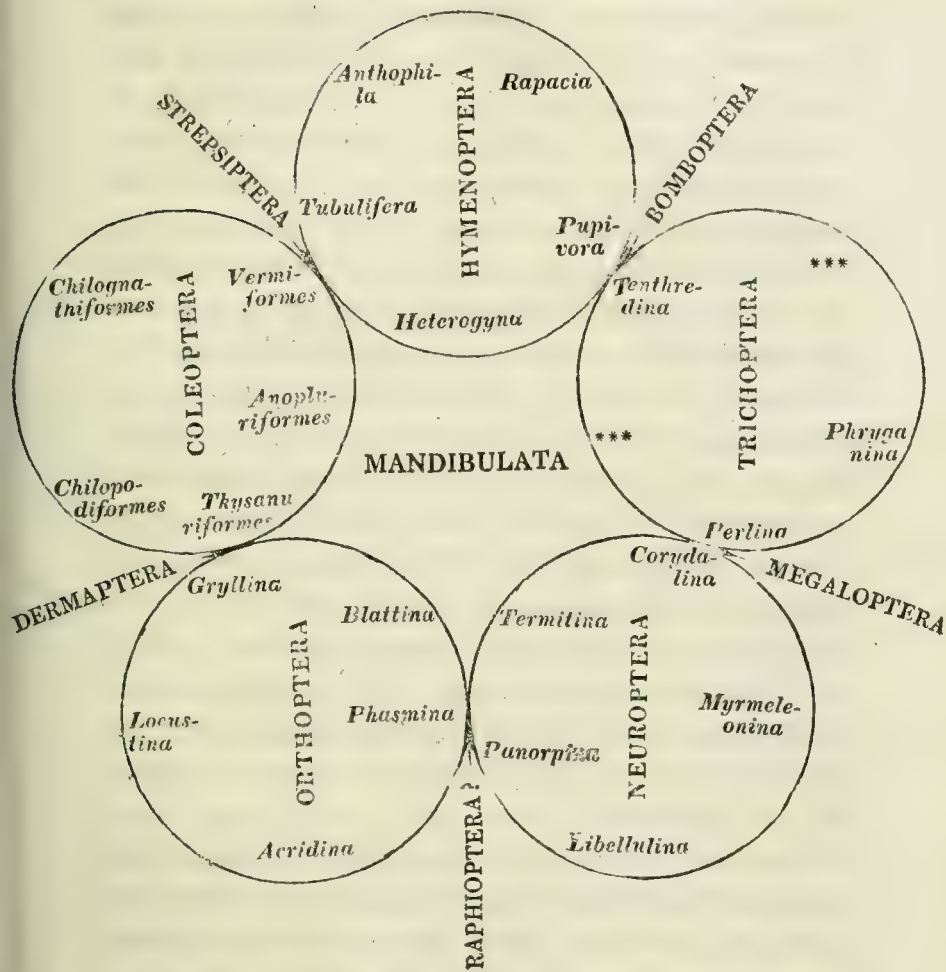 Anthophi-
la
Rapacia
HYMENOPTERA
STREPSIPTERA
BOMBOPTERA
Tubulifera
Pupi-
vora
Heterogyna
Chilogna-
thiformes
Vermi-
formes
COLEOPTERA
Anoplu-
riformes
Chilopo-
diformes
Thysanu
riformes
***
Tenthre-
dina
TRICHOPTERA
***
Phryga
nina
Perlina
MANDIBULATA
DERMAPTERA
MEGALOPTERA
Gryllina
Blattina
ORTHOPTERA
Locus-
tina
Phasmina
Acridina
Coryda-
lina
Termitina
NEUROPTERA
Myrmele-
onina
Panorpina
Libellulina
RAPHIOPTERA?